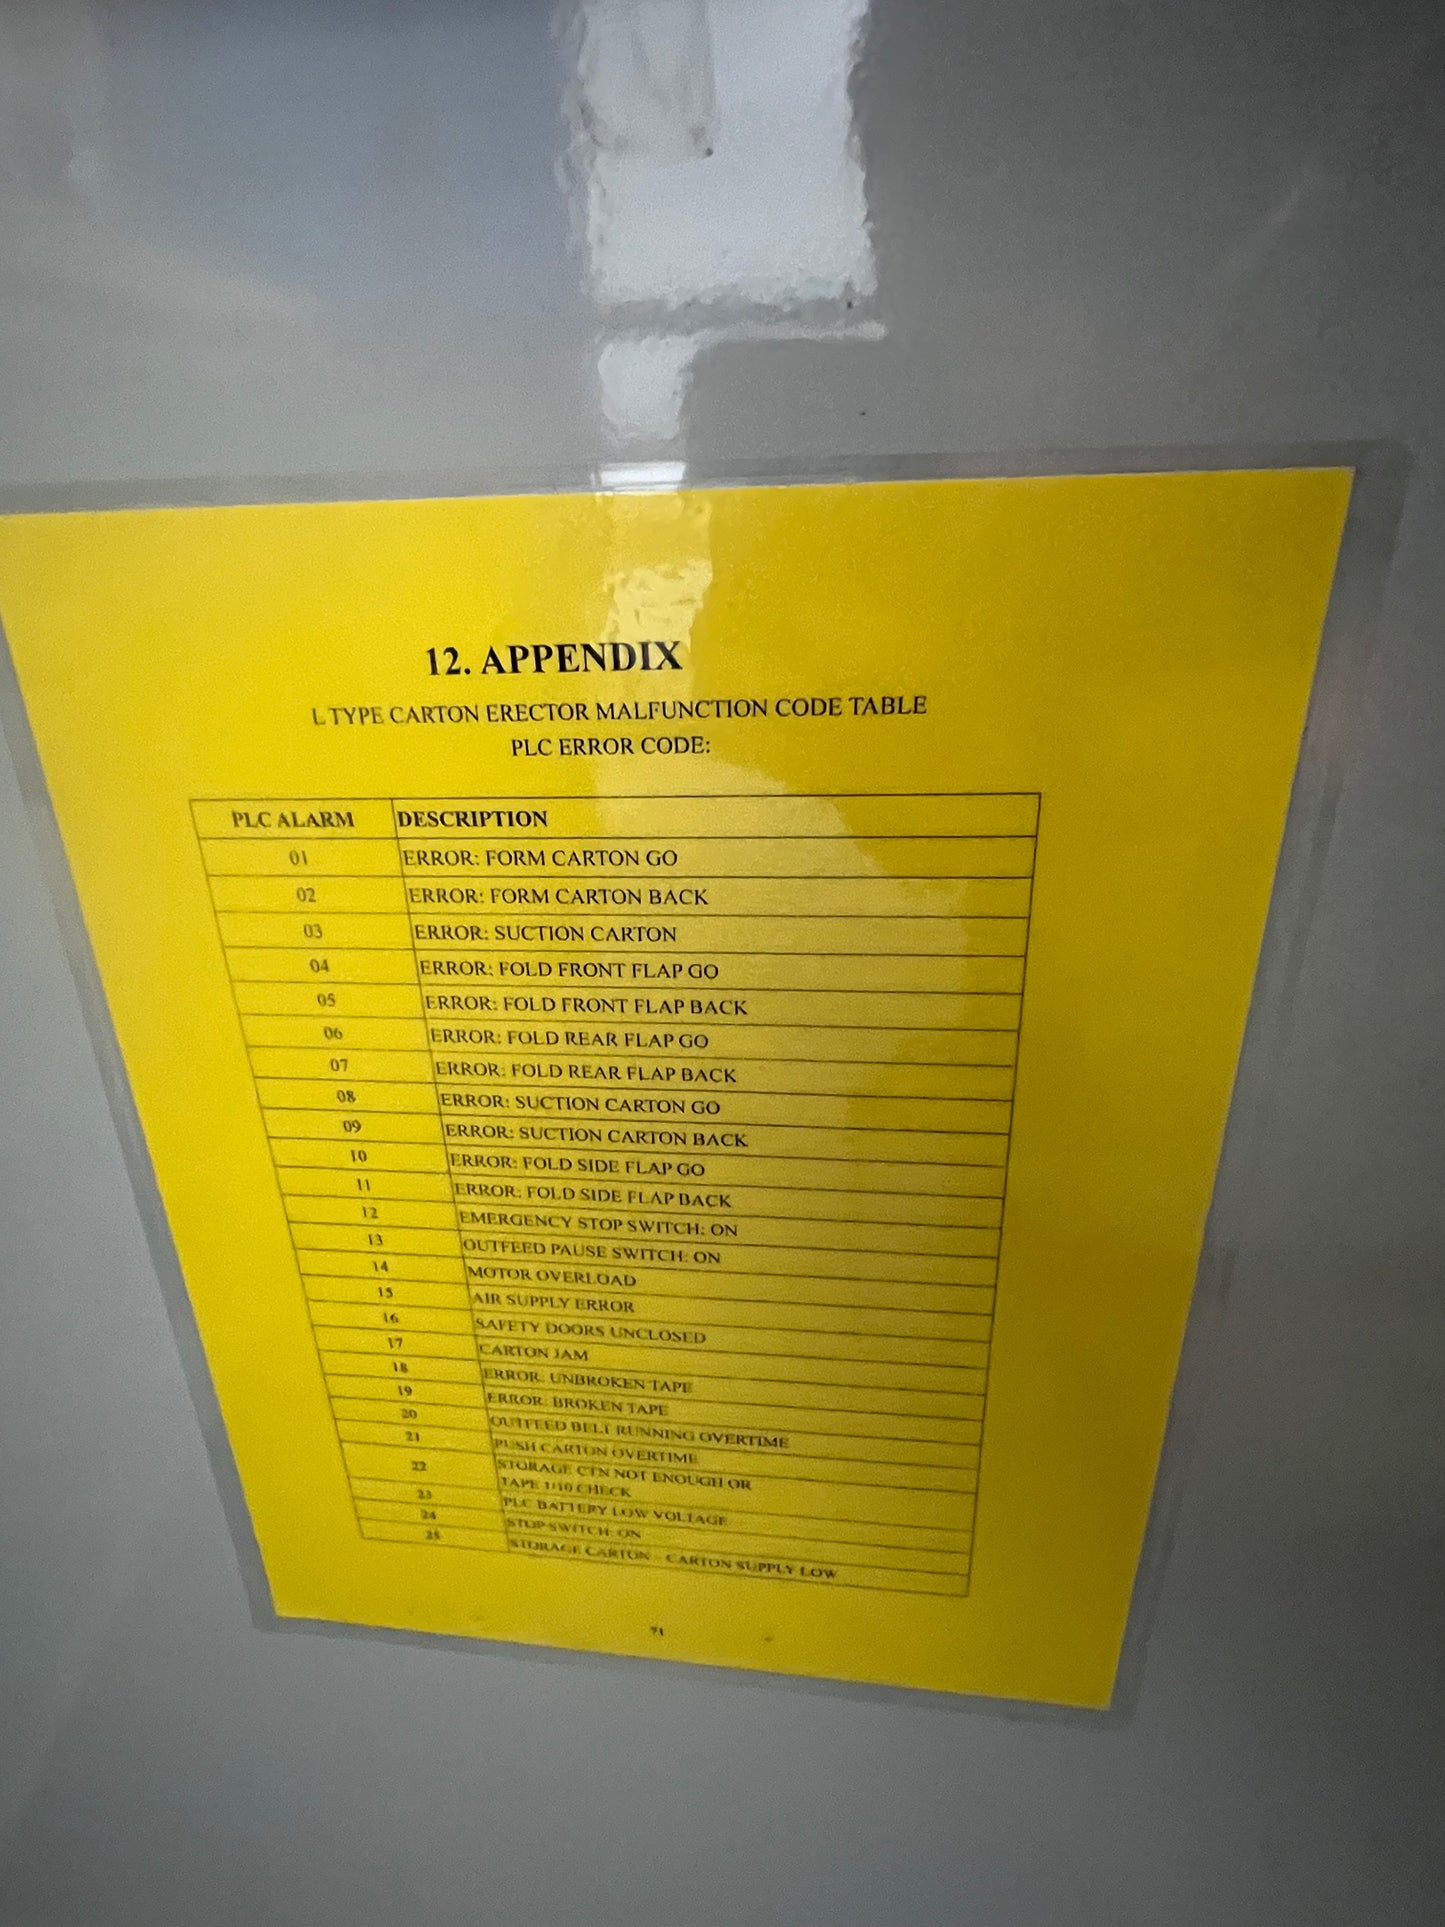 12. APPENDIX
L TYPE CARTON ERECTOR MALFUNCTION CODE TABLE
PLC ERROR CODE:
PLC ALARM DESCRIPTION
01 ERROR: FORM CARTON GO
02 ERROR: FORM CARTON BACK
03 ERROR: SUCTION CARTON
04 ERROR: FOLD FRONT FLAP GO
05 ERROR: FOLD FRONT FLAP BACK
06 ERROR: FOLD REAR FLAP GO
07 ERROR: FOLD REAR FLAP BACK
08 ERROR: SUCTION CARTON GO
09 ERROR: SUCTION CARTON BACK
10 ERROR: FOLD SIDE FLAP GO
11 ERROR: FOLD SIDE FLAP BACK
12 EMERGENCY STOP SWITCH: ON
13 OUTFEED PAUSE SWITCH: ON
14 MOTOR OVERLOAD
15 AIR SUPPLY ERROR
16 SAFETY DOORS UNCLOSED
17 CARTON JAM
18 ERROR: UNBROKEN TAPE
19 ERROR: BROKEN TAPE
20 OUTFEED BELT RUNNING OVERTIME
21 PUSH CARTON OVERTIME
22 STORAGE CTN NOT ENOUGH OR
TAPE 1/10 CHECK
23 PLC BATTERY LOW VOLTAGE
24 STOP SWITCH: ON
25 STORAGE CARTON - CARTON SUPPLY LOW
71